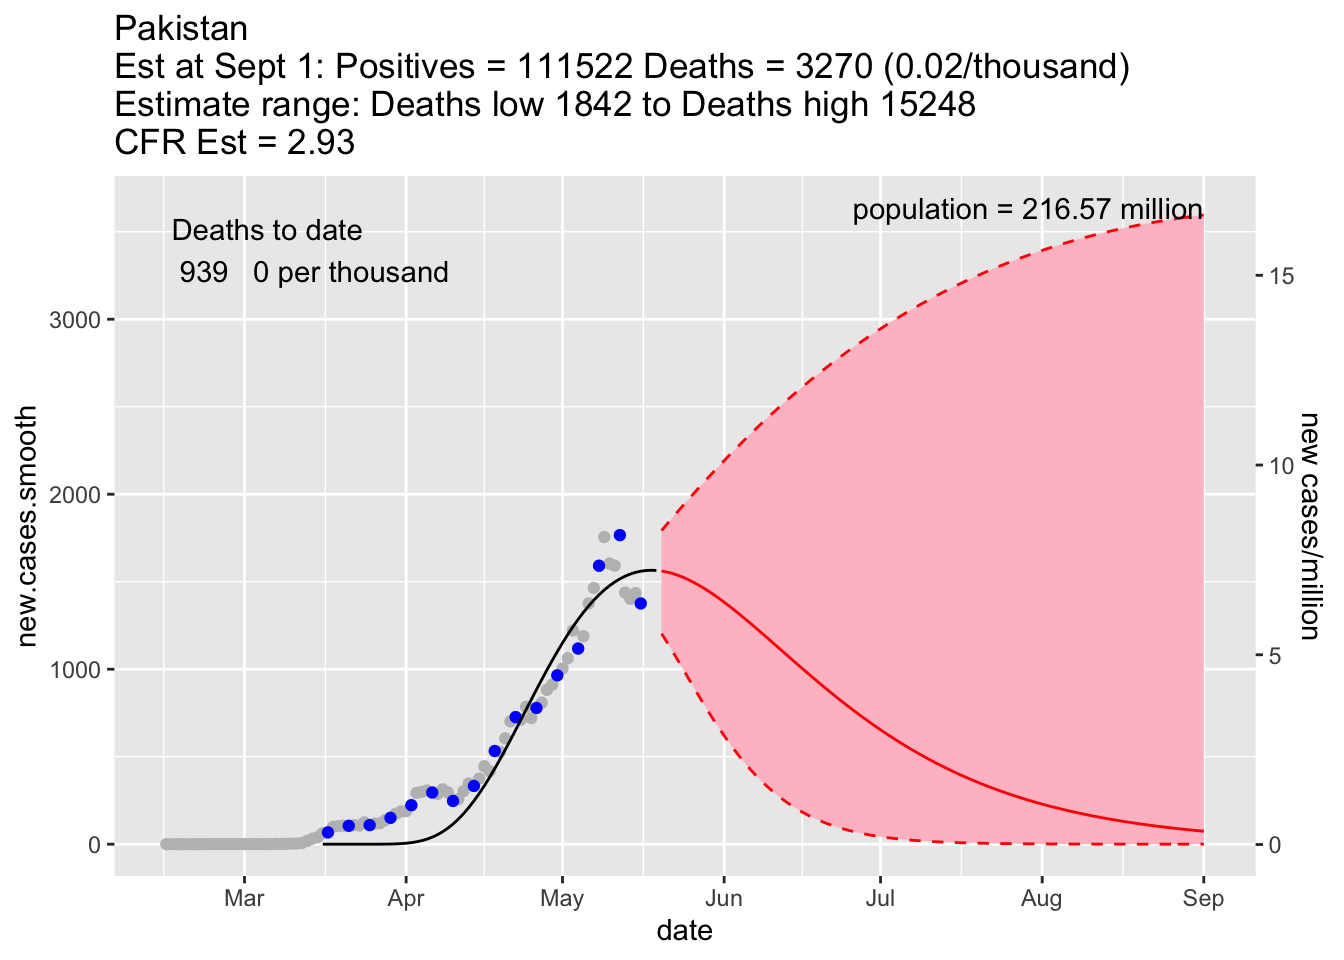 Pakistan
Est at Sept 1: Positives = 111522 Deaths = 3270 (0.02/thousand)
Estimate range: Deaths low 1842 to Deaths high 15248
CFR Est = 2.93
population = 216.57 million
Deaths to date
939 0 per thousand
new.cases.smooth
3000
2000
1000
0
15
10
5
0
new cases/million
Mar Apr May Jun Jul Aug Sep
date